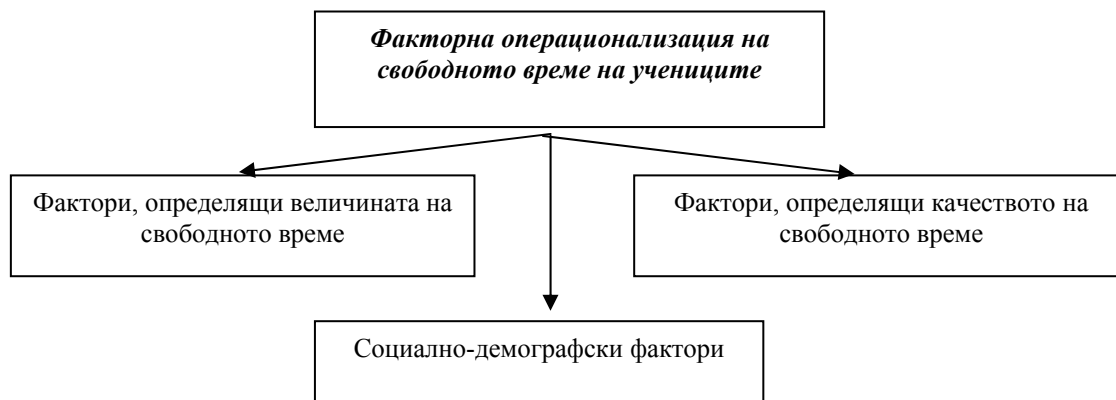 Факторна операционализация на
свободното време на учениците
Фактори, определящи величината на
свободното време
Фактори, определящи качеството на
свободното време
Социално-демографски фактори